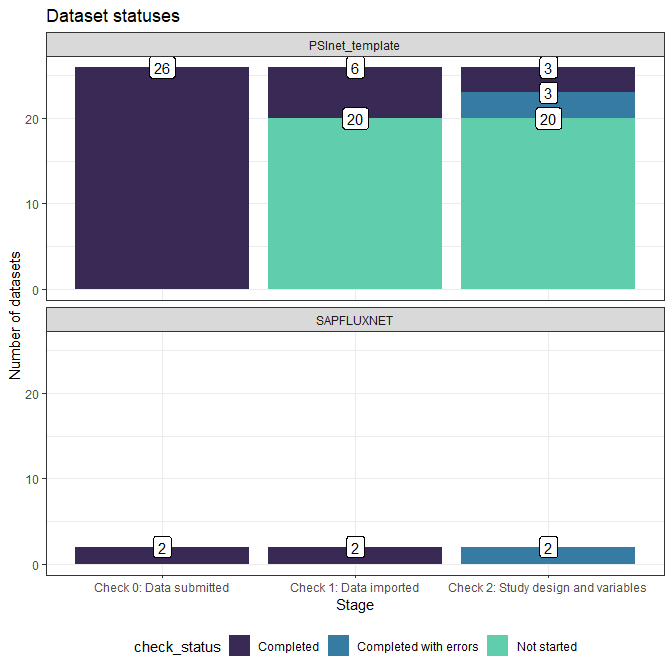 Dataset statuses
PSInet_template
26 6 3
3
20 20
20
10
0
Number of datasets
SAPFLUXNET
20
10
0
2 2 2
Check 0: Data submitted Check 1: Data imported Check 2: Study design and variables
Stage
check_status Completed Completed with errors Not started